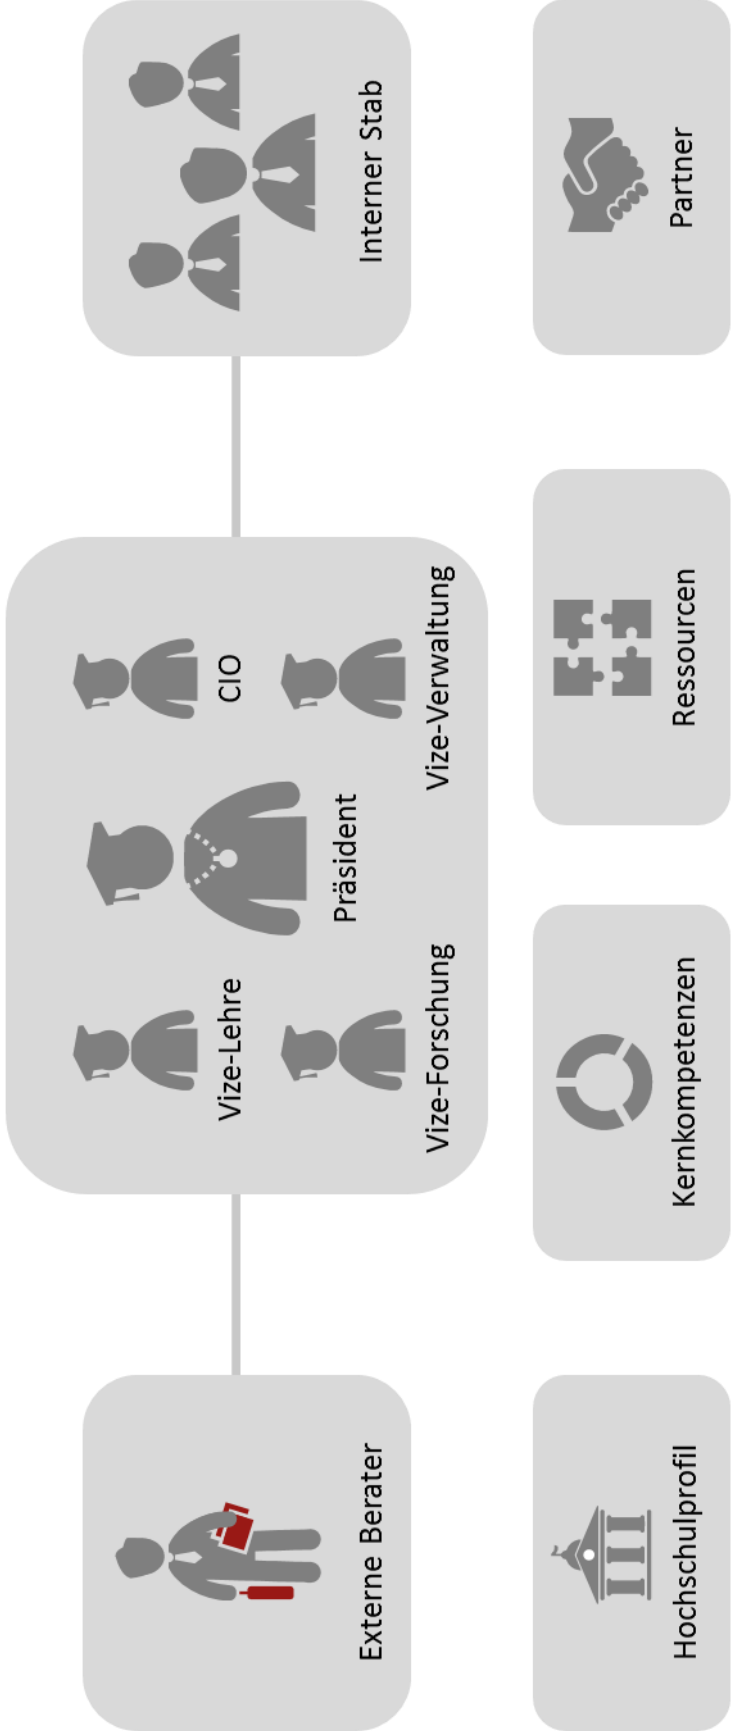 Externe Berater
Vize-Lehre
Vize-Forschung
Präsident
CIO
Vize-Verwaltung
Interner Stab
Hochschulprofil
Kernkompetenzen
Ressourcen
Partner